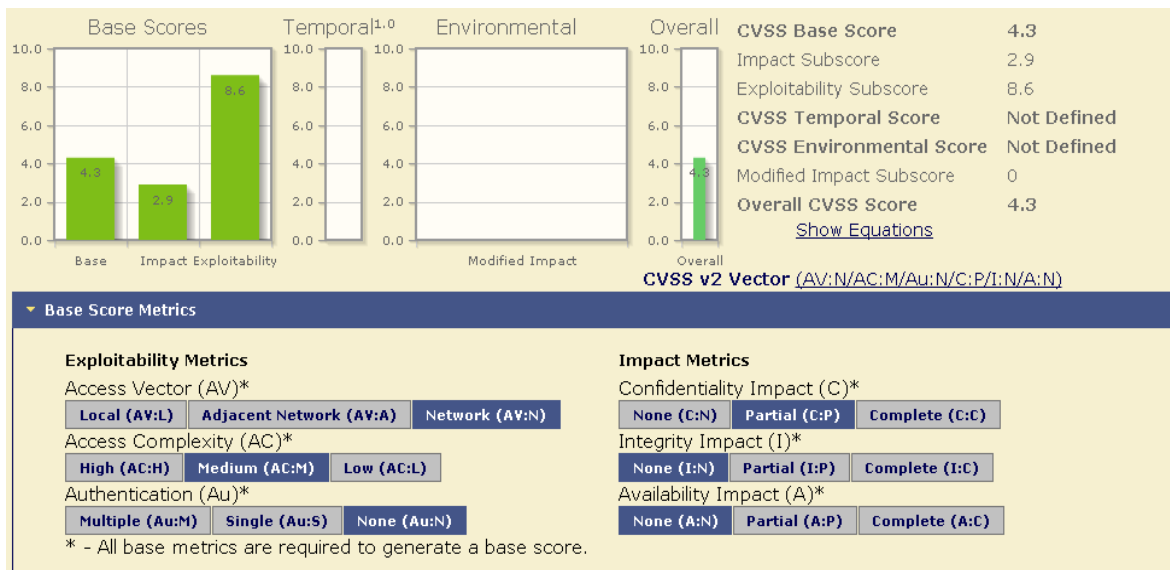 Base Scores
Temporal1.0
Environmental
Overall
10.0
8.0
6.0
4.0
2.0
0.0
4.3
2.9
8.6
Base Impact Exploitability
10.0
8.0
6.0
4.0
2.0
0.0
10.0
8.0
6.0
4.0
2.0
0.0
Modified Impact
10.0
8.0
6.0
4.0
2.0
0.0
4.3
Overall
CVSS Base Score 4.3
Impact Subscore 2.9
Exploitability Subscore 8.6
CVSS Temporal Score Not Defined
CVSS Environmental Score Not Defined
Modified Impact Subscore 0
Overall CVSS Score 4.3
Show Equations
CVSS v2 Vector (AV:N/AC:M/Au:N/C:P/I:N/A:N)
Base Score Metrics
Exploitability Metrics
Access Vector (AV)*
Local (AV:L) Adjacent Network (AV:A) Network (AV:N)
Access Complexity (AC)*
High (AC:H) Medium (AC:M) Low (AC:L)
Authentication (Au)*
Multiple (Au:M) Single (Au:S) None (Au:N)
* - All base metrics are required to generate a base score.
Impact Metrics
Confidentiality Impact (C)*
None (C:N) Partial (C:P) Complete (C:C)
Integrity Impact (I)*
None (I:N) Partial (I:P) Complete (I:C)
Availability Impact (A)*
None (A:N) Partial (A:P) Complete (A:C)